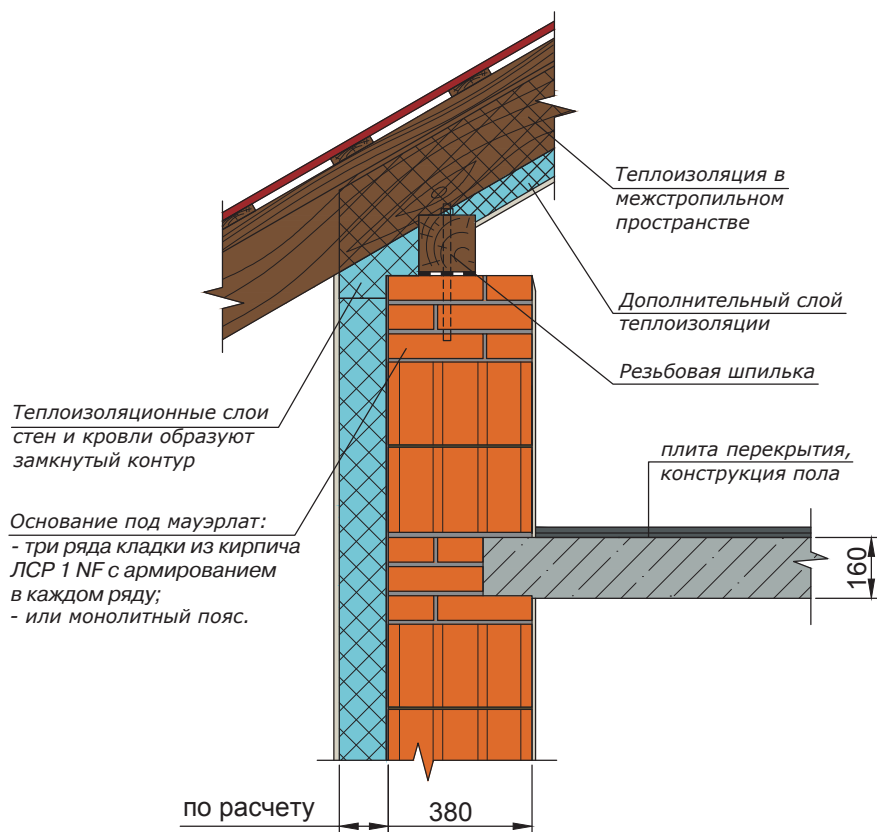 Теплоизоляция в
межстропильном
пространстве
Дополнительный слой
теплоизоляции
Резьбовая шпилька
Теплоизоляционные слои
стен и кровли образуют
замкнутый контур
плита перекрытия,
конструкция пола
Основание под мауэрлат:
- три ряда кладки из кирпича
ЛСР 1 NF с армированием
в каждом ряду;
- или монолитный пояс.
160
по расчету
380